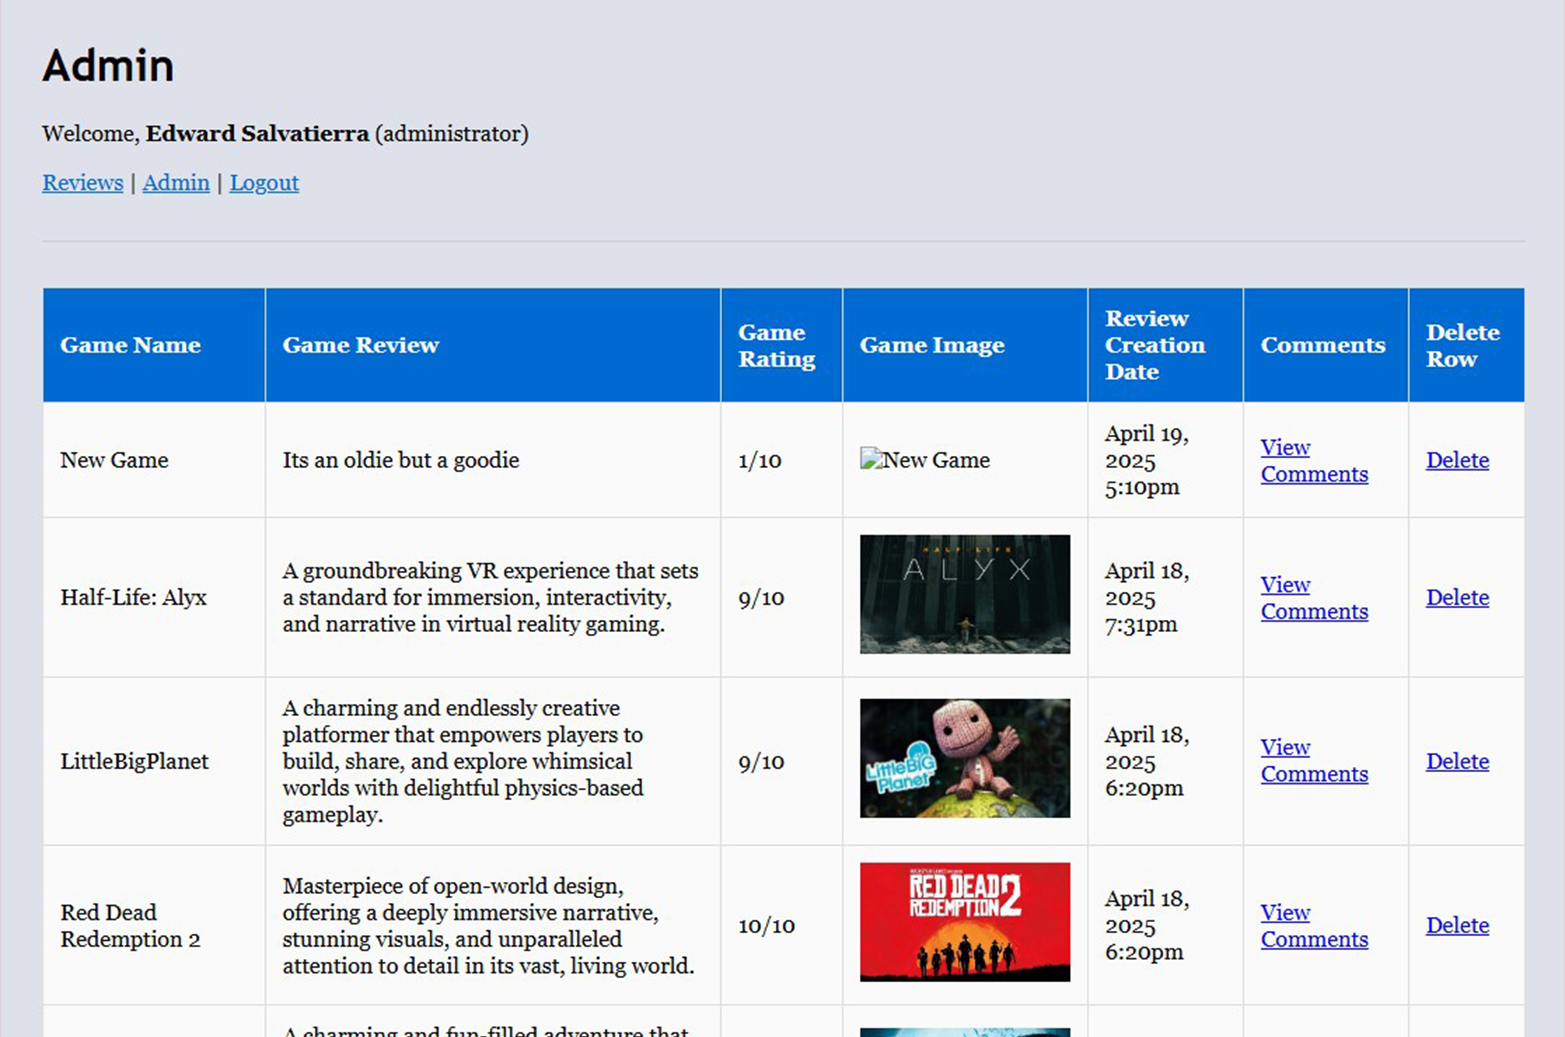 Admin
Welcome, Edward Salvatierra (administrator)
Reviews | Admin | Logout
Game Name
Game Review
Game
Rating
Game Image
Review
Creation
Date
Comments
Delete
Row
New Game
Its an oldie but a goodie
1/10
New Game
April 19,
2025
5:10pm
View
Comments
Delete
Half-Life: Alyx
A groundbreaking VR experience that sets
a standard for immersion, interactivity,
and narrative in virtual reality gaming.
9/10
HALF-LIFE
ALYX
April 18,
2025
7:31pm
View
Comments
Delete
LittleBigPlanet
A charming and endlessly creative
platformer that empowers players to
build, share, and explore whimsical
worlds with delightful physics-based
gameplay.
9/10
LittleBIG
Planet
April 18,
2025
6:20pm
View
Comments
Delete
Red Dead
Redemption 2
Masterpiece of open-world design,
offering a deeply immersive narrative,
stunning visuals, and unparalleled
attention to detail in its vast, living world.
10/10
RED DEAD
REDEMPTION 2
April 18,
2025
6:20pm
View
Comments
Delete
A charming and fun-filled adventure that